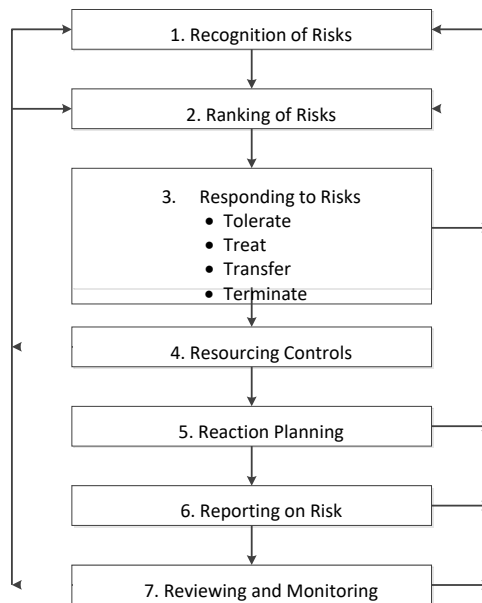 1. Recognition of Risks
2. Ranking of Risks
3. Responding to Risks
• Tolerate
• Treat
• Transfer
• Terminate
4. Resourcing Controls
5. Reaction Planning
6. Reporting on Risk
7. Reviewing and Monitoring